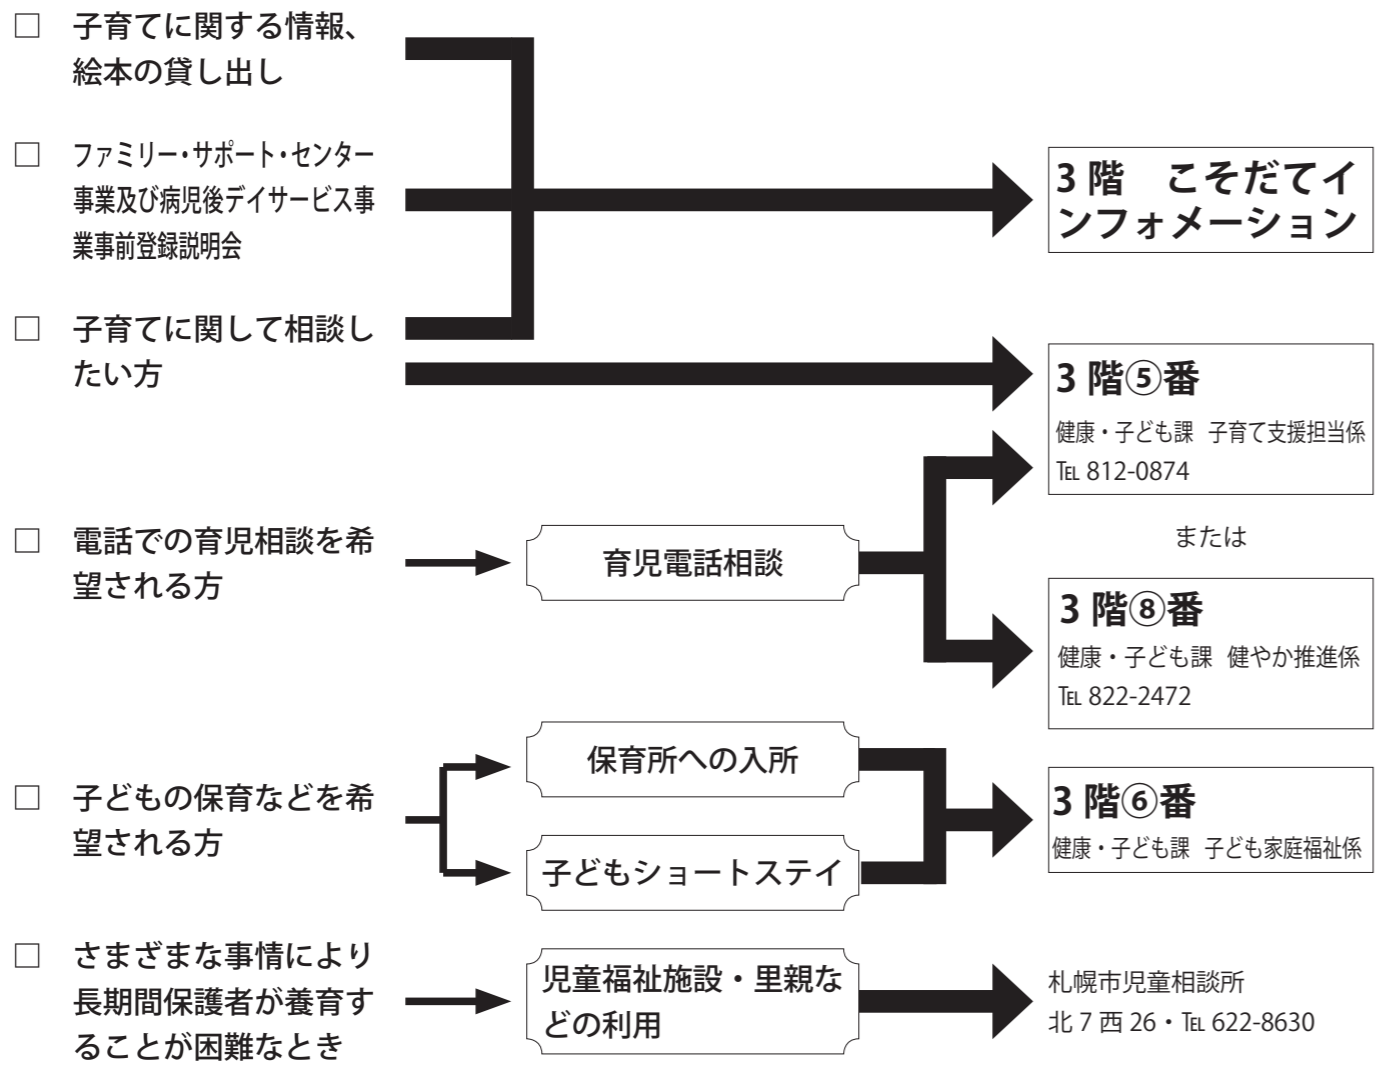 □ 子育てに関する情報、
絵本の貸し出し
□ ファミリー・サポート・センター
事業及び病児後デイサービス事
業事前登録説明会
3 階 こそだてイ
ンフォメーション
□ 子育てに関して相談し
たい方
3 階⑤番
健康・子ども課 子育て支援担当係
℡ 812-0874
または
□ 電話での育児相談を希
望される方
育児電話相談
3 階⑧番
健康・子ども課 健やか推進係
℡ 822-2472
□ 子どもの保育などを希
望される方
保育所への入所
子どもショートステイ
3 階⑥番
健康・子ども課 子ども家庭福祉係
□ さまざまな事情により
長期間保護者が養育す
ることが困難なとき
児童福祉施設・里親な
どの利用
札幌市児童相談所
北 7 西 26・℡ 622-8630